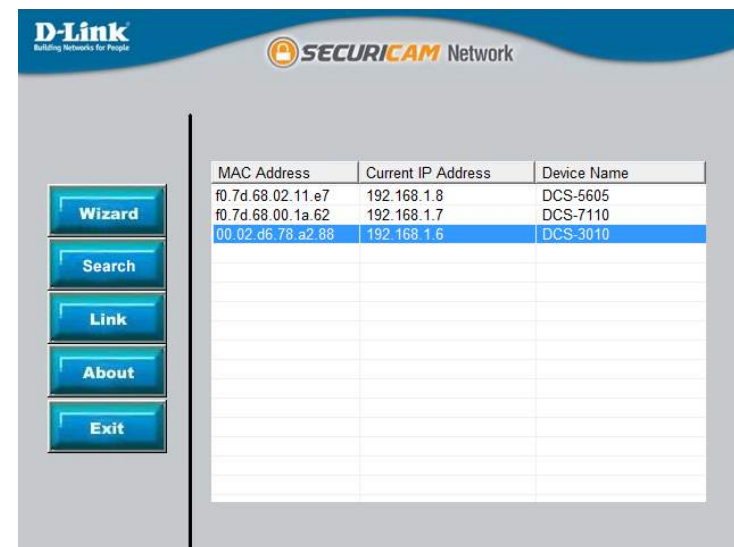 D-Link
Building Networks for People
SECURICAM Network
MAC Address Current IP Address Device Name
f0.7d.68.02.11.e7 192.168.1.8 DCS-5605
f0.7d.68.00.1a.62 192.168.1.7 DCS-7110
00.02.d6.78.a2.88 192.168.1.6 DCS-3010
Wizard
Search
Link
About
Exit